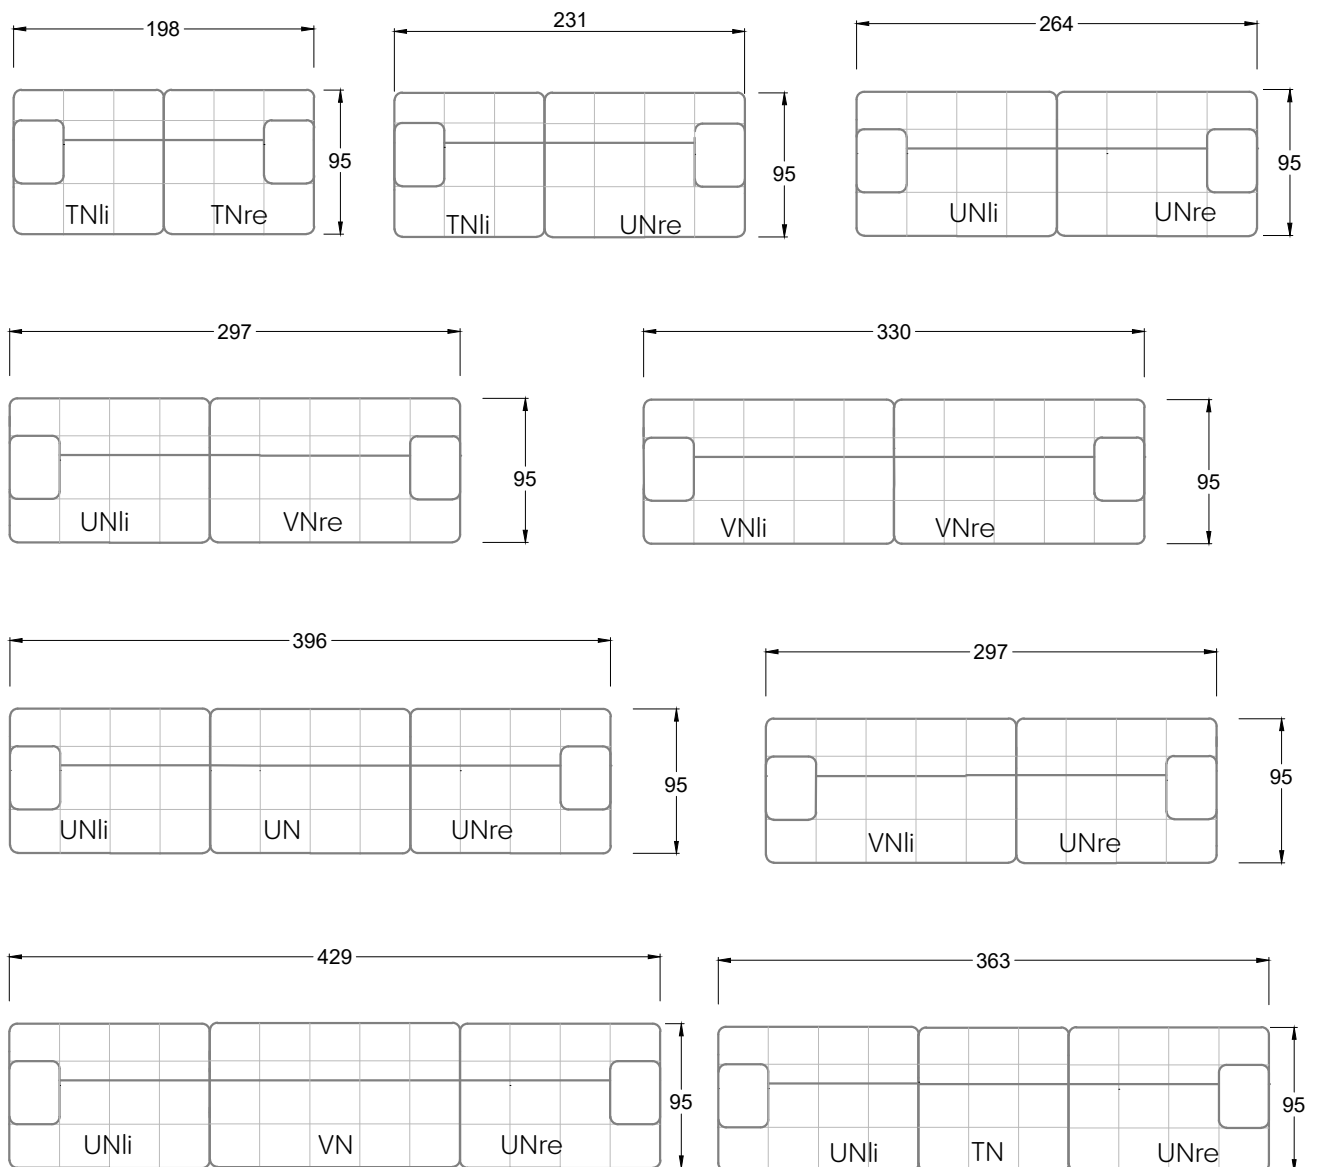 198
231
264
95
95
95
TNli TNre
TNli UNre
UNli UNre
297
330
95
95
UNli VNre
VNli VNre
396
297
95
95
UNli UN UNre
VNli UNre
429
363
95
95
UNli VN UNre
UNli TN UNre